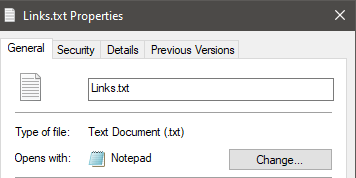 Links.txt Properties
General Security Details Previous Versions
Links.txt
Type of file: Text Document (.txt)
Opens with: Notepad Change...